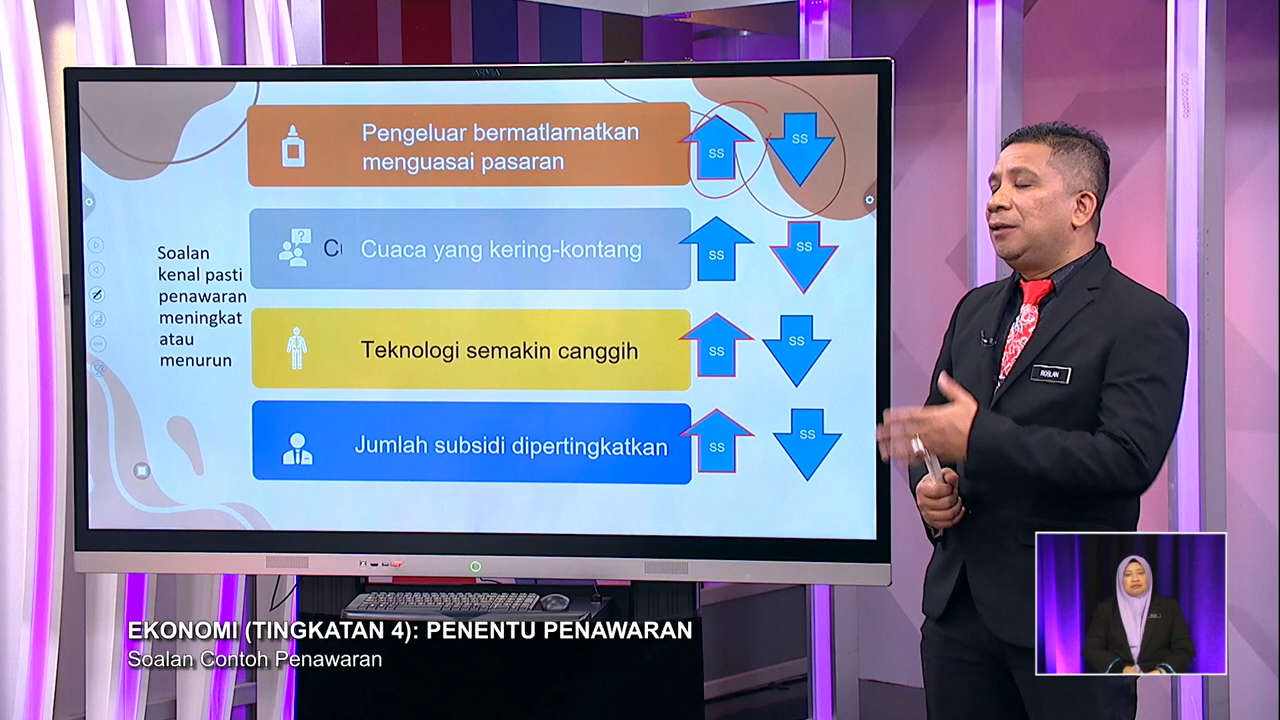 Pengeluar bermatlamatkan
menguasai pasaran
SS
SS
Soalan
kenal pasti
penawaran
meningkat
atau
menurun
Cuaca yang kering-kontang
SS
SS
Teknologi semakin canggih
SS
SS
Jumlah subsidi dipertingkatkan
SS
SS
ROSLAN
EKONOMI (TINGKATAN 4): PENENTU PENAWARAN
Soalan Contoh Penawaran